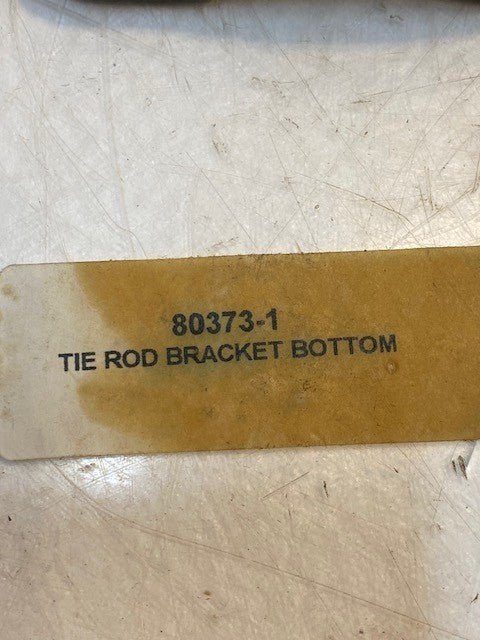 80373-1
TIE ROD BRACKET BOTTOM